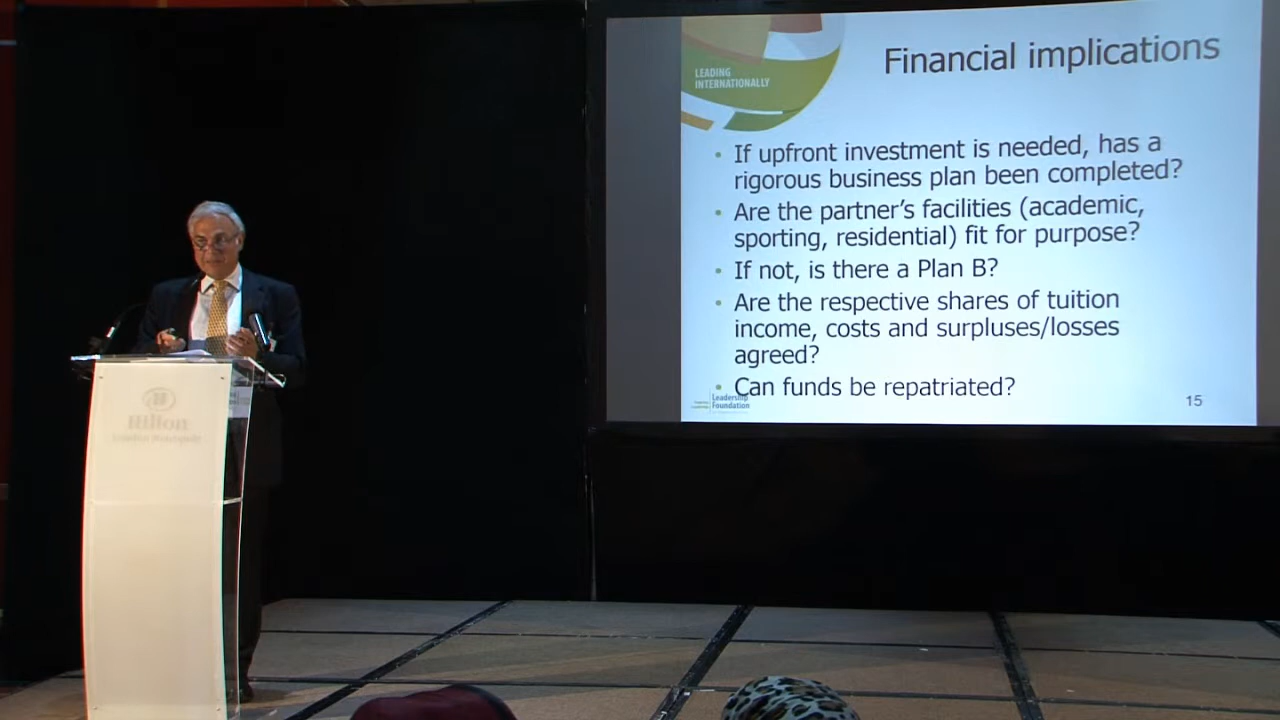 Financial implications
LEADING
INTERNATIONALLY
• If upfront investment is needed, has a
rigorous business plan been completed?
• Are the partner's facilities (academic,
sporting, residential) fit for purpose?
• If not, is there a Plan B?
• Are the respective shares of tuition
income, costs and surpluses/losses
agreed?
• Can funds be repatriated?
Leadership
Foundation
15
Hilton